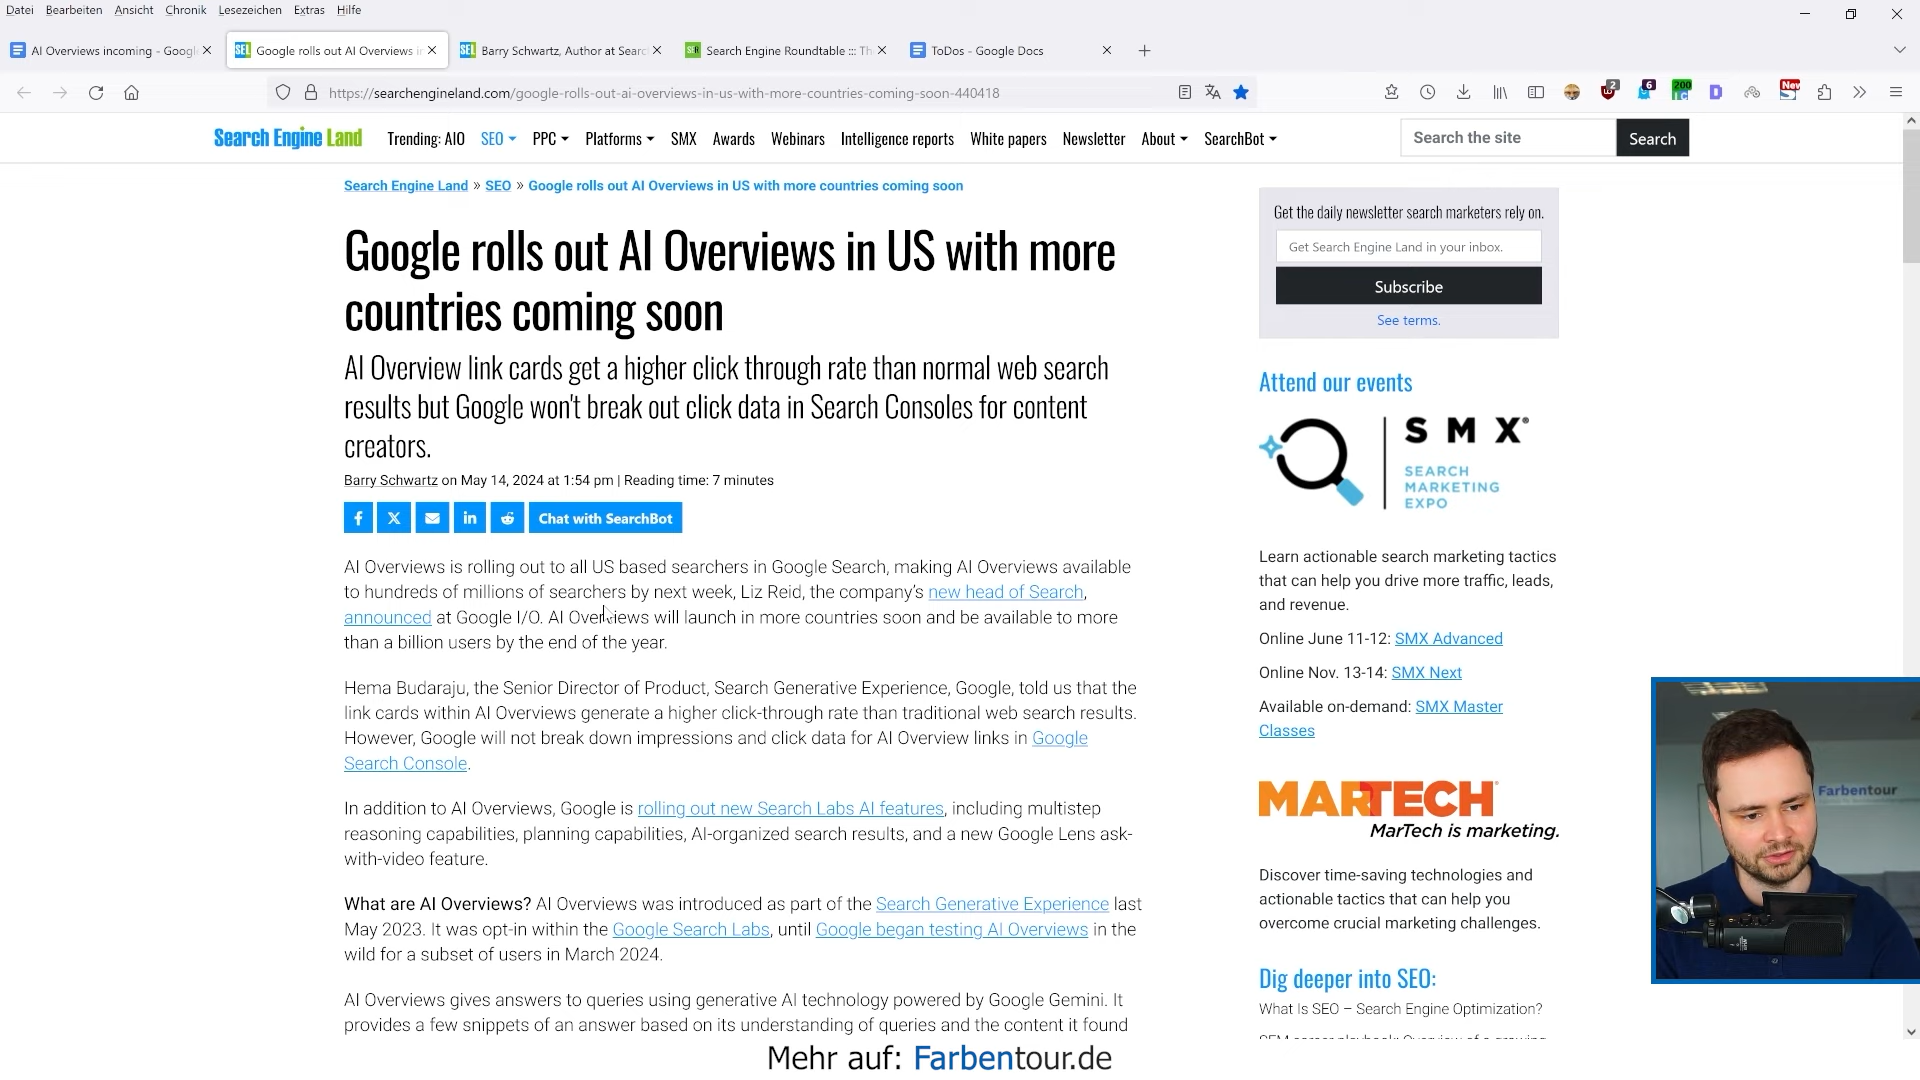 Datei Bearbeiten Ansicht Chronik Lesezeichen Extras Hilfe
AI Overviews incoming - Googl
Google rolls out AI Overviews i
Barry Schwartz, Author at Sear
Search Engine Roundtable ::: Th
ToDos - Google Docs
https://searchengineland.com/google-rolls-out-ai-overviews-in-us-with-more-countries-coming-soon-440418
2
6
200
New
Search Engine Land Trending: AIO SEO PPC Platforms SMX Awards Webinars Intelligence reports White papers Newsletter About SearchBot
Search the site
Search
Search Engine Land » SEO » Google rolls out AI Overviews in US with more countries coming soon
Google rolls out AI Overviews in US with more
countries coming soon
AI Overview link cards get a higher click through rate than normal web search
results but Google won't break out click data in Search Consoles for content
creators.
Barry Schwartz on May 14, 2024 at 1:54 pm | Reading time: 7 minutes
Chat with SearchBot
AI Overviews is rolling out to all US based searchers in Google Search, making AI Overviews available
to hundreds of millions of searchers by next week, Liz Reid, the company's new head of Search,
announced at Google I/O. AI Overviews will launch in more countries soon and be available to more
than a billion users by the end of the year.
Hema Budaraju, the Senior Director of Product, Search Generative Experience, Google, told us that the
link cards within AI Overviews generate a higher click-through rate than traditional web search results.
However, Google will not break down impressions and click data for AI Overview links in Google
Search Console.
In addition to AI Overviews, Google is rolling out new Search Labs AI features, including multistep
reasoning capabilities, planning capabilities, AI-organized search results, and a new Google Lens ask-
with-video feature.
What are AI Overviews? AI Overviews was introduced as part of the Search Generative Experience last
May 2023. It was opt-in within the Google Search Labs, until Google began testing AI Overviews in the
wild for a subset of users in March 2024.
AI Overviews gives answers to queries using generative AI technology powered by Google Gemini. It
provides a few snippets of an answer based on its understanding of queries and the content it found
Get the daily newsletter search marketers rely on.
Get Search Engine Land in your inbox.
Subscribe
See terms.
Attend our events
SMX®
SEARCH
MARKETING
EXPO
Learn actionable search marketing tactics
that can help you drive more traffic, leads,
and revenue.
Online June 11-12: SMX Advanced
Online Nov. 13-14: SMX Next
Available on-demand: SMX Master
Classes
MARTECH
MarTech is marketing.
Discover time-saving technologies and
actionable tactics that can help you
overcome crucial marketing challenges.
Dig deeper into SEO:
What Is SEO – Search Engine Optimization?
Farbentour
Mehr auf: Farbentour.de